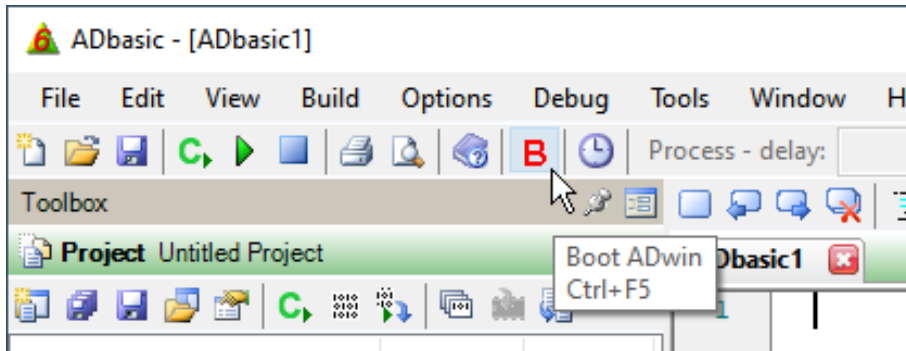 ADbasic - [ADbasic1]
File Edit View Build Options Debug Tools Window
B Process - delay:
Toolbox
Project Untitled Project
Boot ADwin
Ctrl+F5
Dbasic1
1